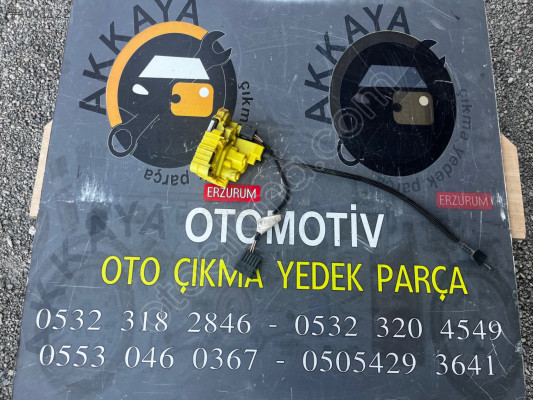 AKKAYA
çıkma
parça
AKKAYA
çıkma yedek parça
ERZURUM
ERZURUM
AKKAYA
OTOMOTİV
OTO ÇIKMA YEDEK PARÇA
0532 318 2846 - 0532 320 4549
0553 046 0367 - 0505429 3641